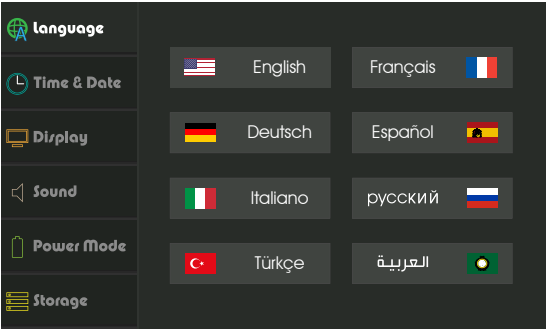 Language
Time & Date
Display
Sound
Power Mode
Storage
English
Français
Deutsch
Español
Italiano
русский
Türkçe
العربية